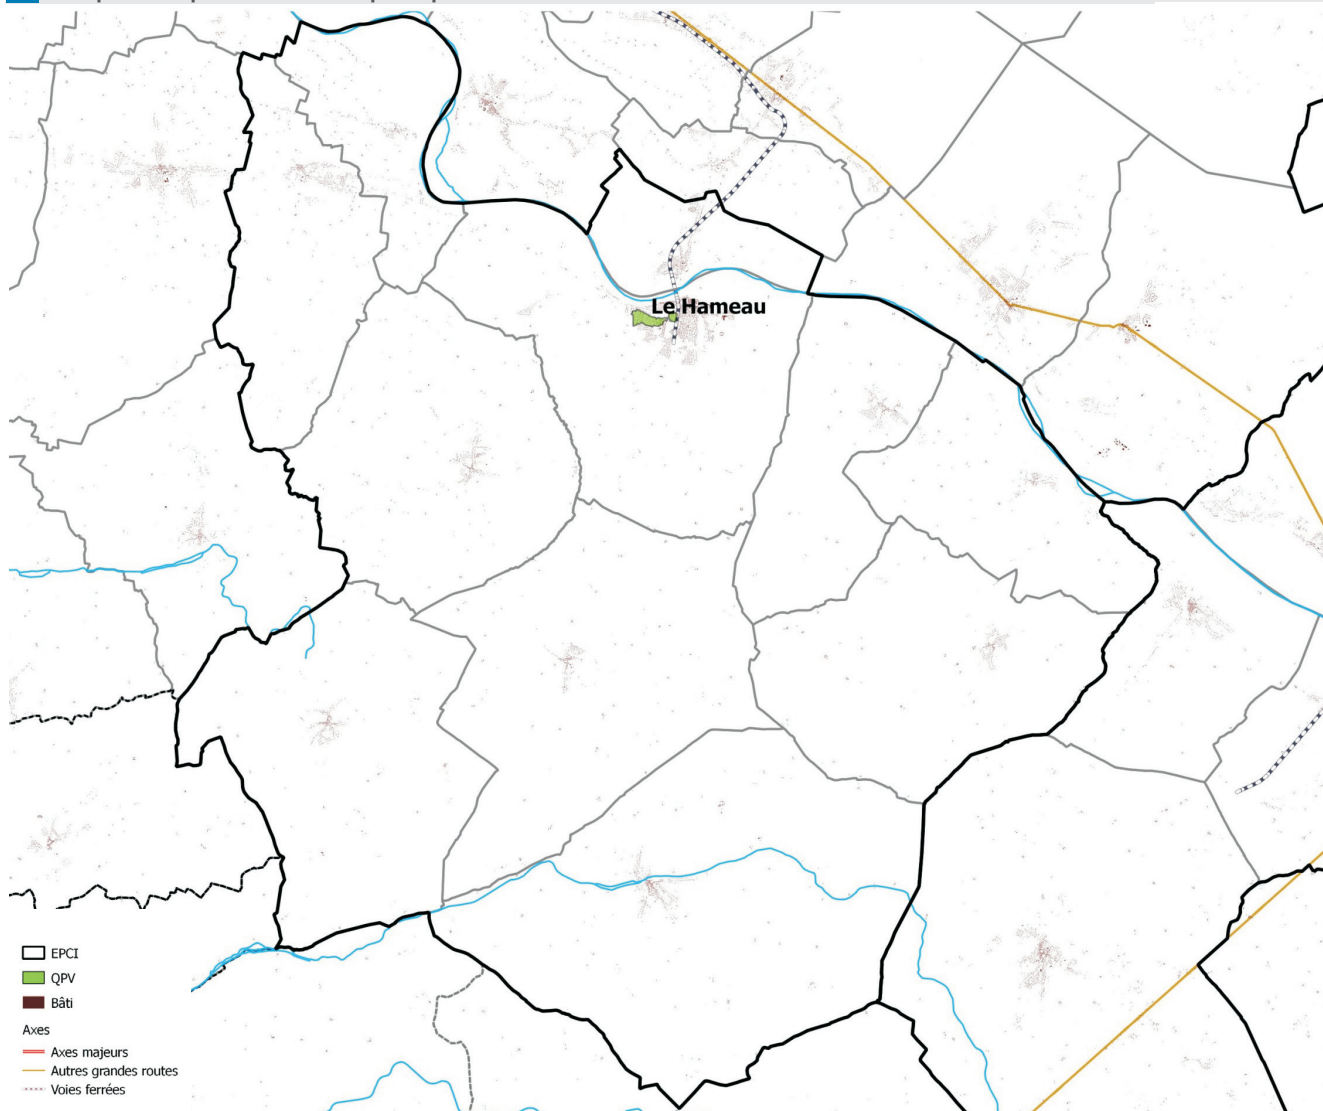 Le Hameau
EPCI
QPV
Bâti
Axes
Axes majeurs
Autres grandes routes
Voies ferrées